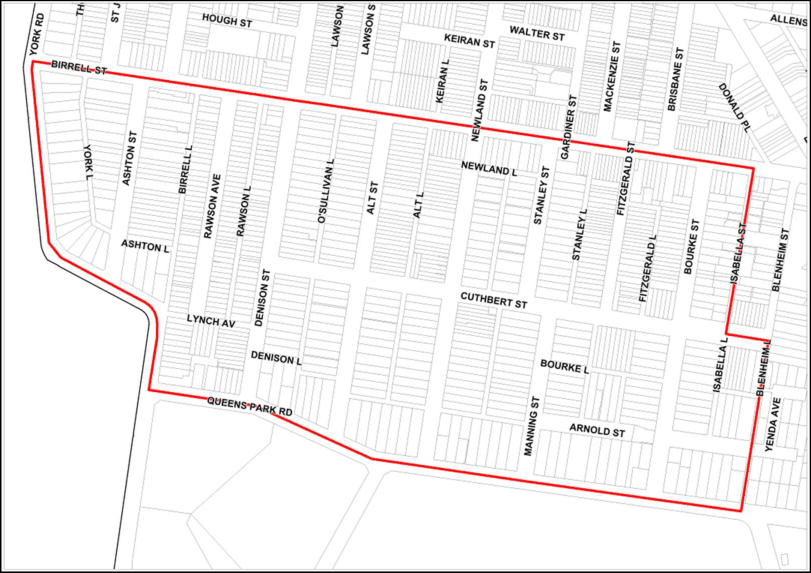 YORK RD
TH
ST J
HOUGH ST
LAWSON
LAWSON S
KEIRAN ST
WALTER ST
ALLENS
BIRRELL ST
KEIRAN L
NEWLAND ST
MACKENZIE ST
BRISBANE ST
DONALD PL
GARDINER ST
YORK L
ASHTON ST
BIRRELL L
RAWSON AVE
RAWSON L
O'SULLIVAN L
ALT ST
ALT L
NEWLAND L
STANLEY ST
STANLEY L
FITZGERALD ST
FITZGERALD L
BOURKE ST
ISABELLA ST
BLENHEIM ST
ASHTON L
DENISON ST
CUTHBERT ST
LYNCH AV
DENISON L
BOURKE L
ISABELLA L
BLENHEIM L
QUEENS PARK RD
MANNING ST
ARNOLD ST
YENDA AVE